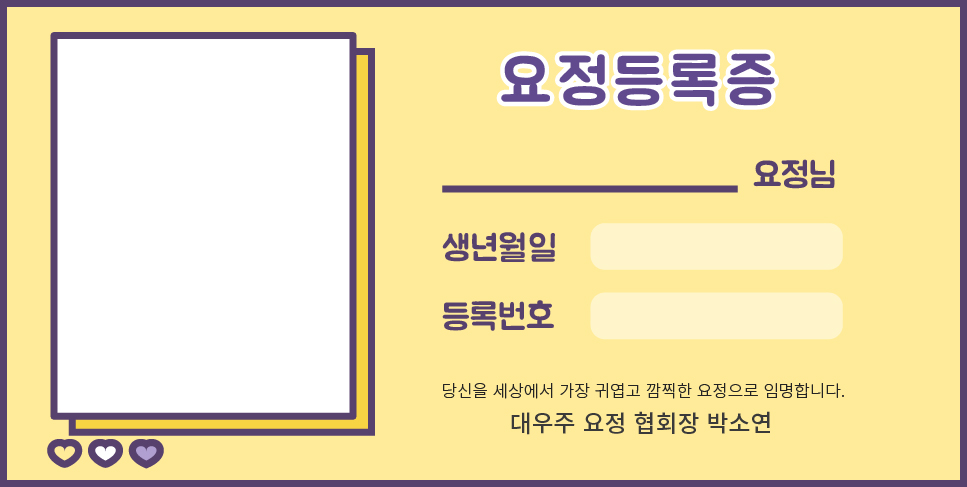 요정등록증
요정님
생년월일
등록번호
당신을 세상에서 가장 귀엽고 깜찍한 요정으로 임명합니다.
대우주 요정 협회장 박소연